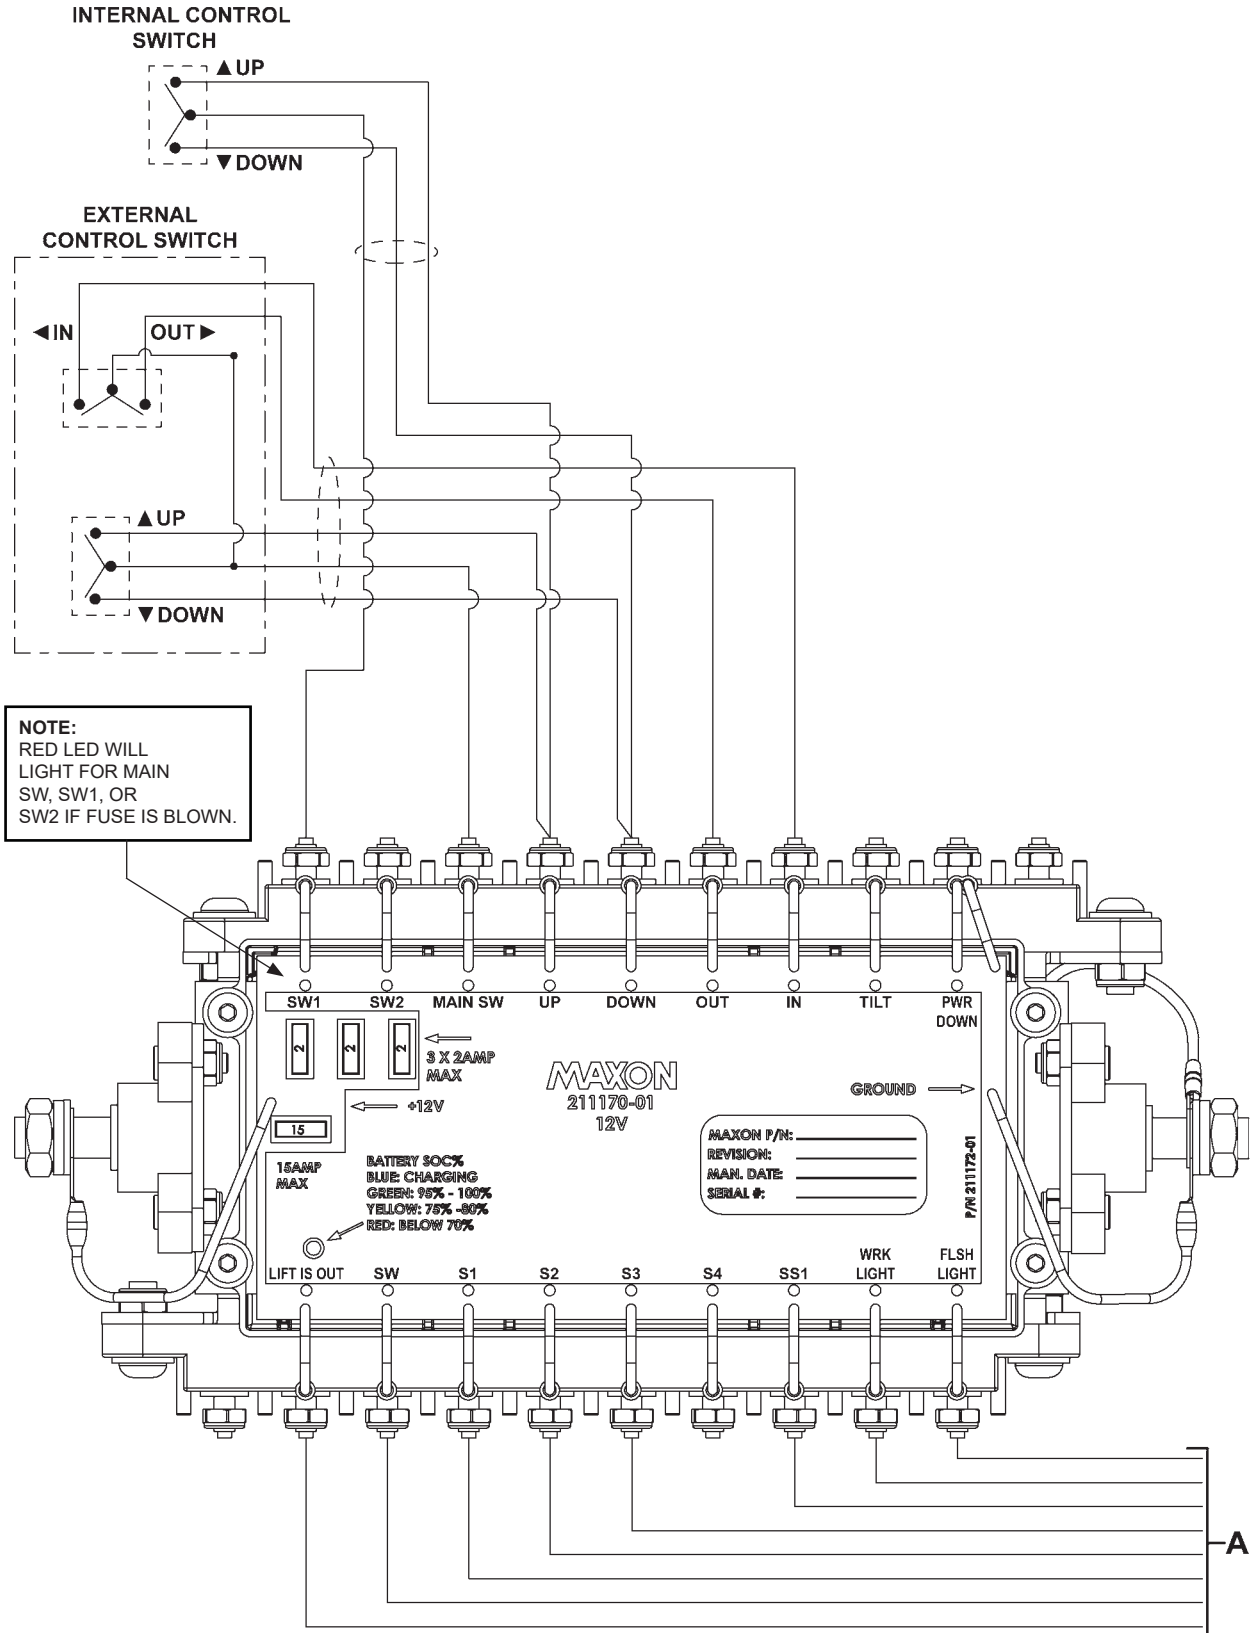 INTERNAL CONTROL
SWITCH
▲UP
▼DOWN
EXTERNAL
CONTROL SWITCH
◄IN
OUT►
▲UP
▼DOWN
NOTE:
RED LED WILL
LIGHT FOR MAIN
SW, SW1, OR
SW2 IF FUSE IS BLOWN.
SW1 SW2 MAIN SW UP DOWN OUT IN TILT PWR
DOWN
2 2 2
3 X 2AMP
MAX
+12V
15
15AMP
MAX
MAXON
211170-01
12V
GROUND
MAXON P/N:
REVISION:
MAN. DATE:
SERIAL #:
P/N 211172-01
BATTERY SOC%
BLUE: CHARGING
GREEN: 95% - 100%
YELLOW: 75% -80%
RED: BELOW 70%
LIFT IS OUT SW S1 S2 S3 S4 SS1 WRK
LIGHT FLSH
LIGHT
A